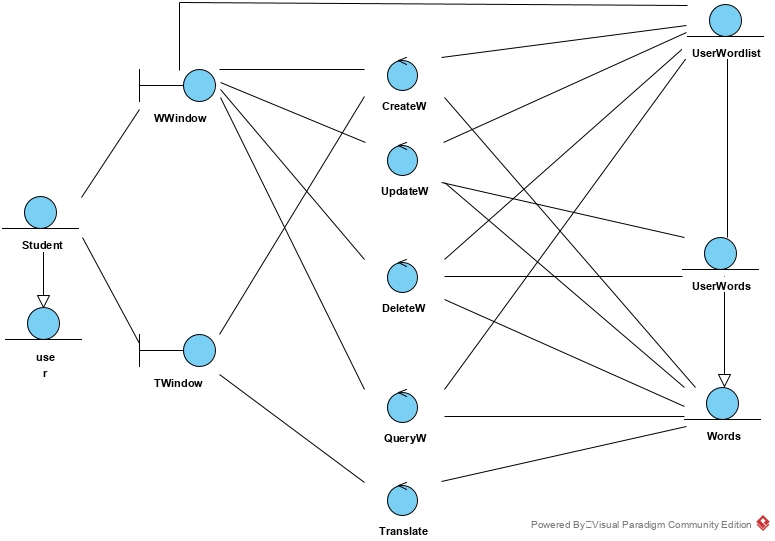 UserWordlist
WWindow
CreateW
UpdateW
Student
UserWords
DeleteW
use
r
TWindow
QueryW
Words
Translate
Powered By Visual Paradigm Community Edition